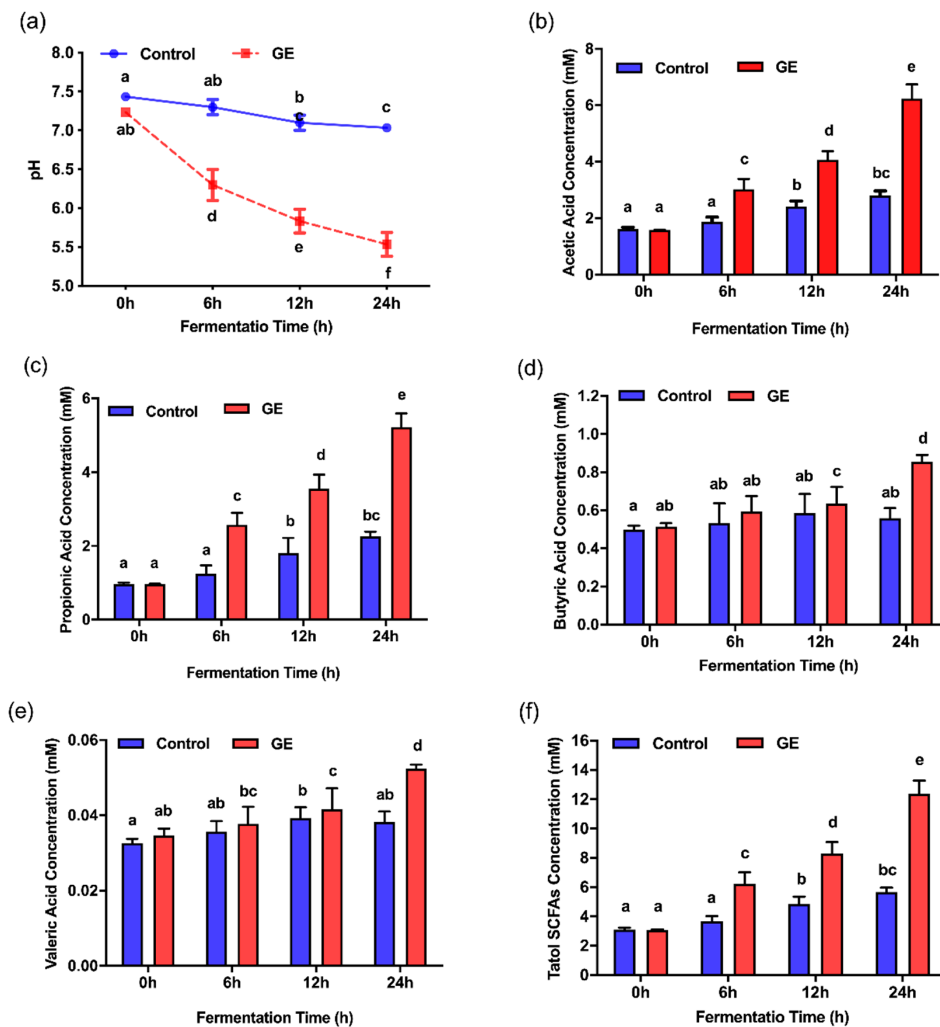 (a)
Control GE
8.0
7.5
7.0
6.5
6.0
5.5
5.0
pH
a ab b c
c
ab
d
e
f
0h 6h 12h 24h
Fermentatio Time (h)
(b)
Control GE
8
6
4
2
0
Acetic Acid Concentration (mM)
a a a c b d bc e
0h 6h 12h 24h
Fermentation Time (h)
(c)
Control GE
6
4
2
0
Propionic Acid Concentration (mM)
a a a c b d bc e
0h 6h 12h 24h
Fermentation Time (h)
(d)
Control GE
1.2
1.0
0.8
0.6
0.4
0.2
0.0
Butyric Acid Concentration (mM)
a ab ab ab ab c ab d
0h 6h 12h 24h
Fermentation Time (h)
(e)
Control GE
0.06
0.04
0.02
0.00
Valeric Acid Concentration (mM)
a ab ab bc b c ab d
0h 6h 12h 24h
Fermentation Time (h)
(f)
Control GE
16
14
12
10
8
6
4
2
0
Tatol SCFAs Concentration (mM)
a a a c b d bc e
0h 6h 12h 24h
Fermentatio Time (h)